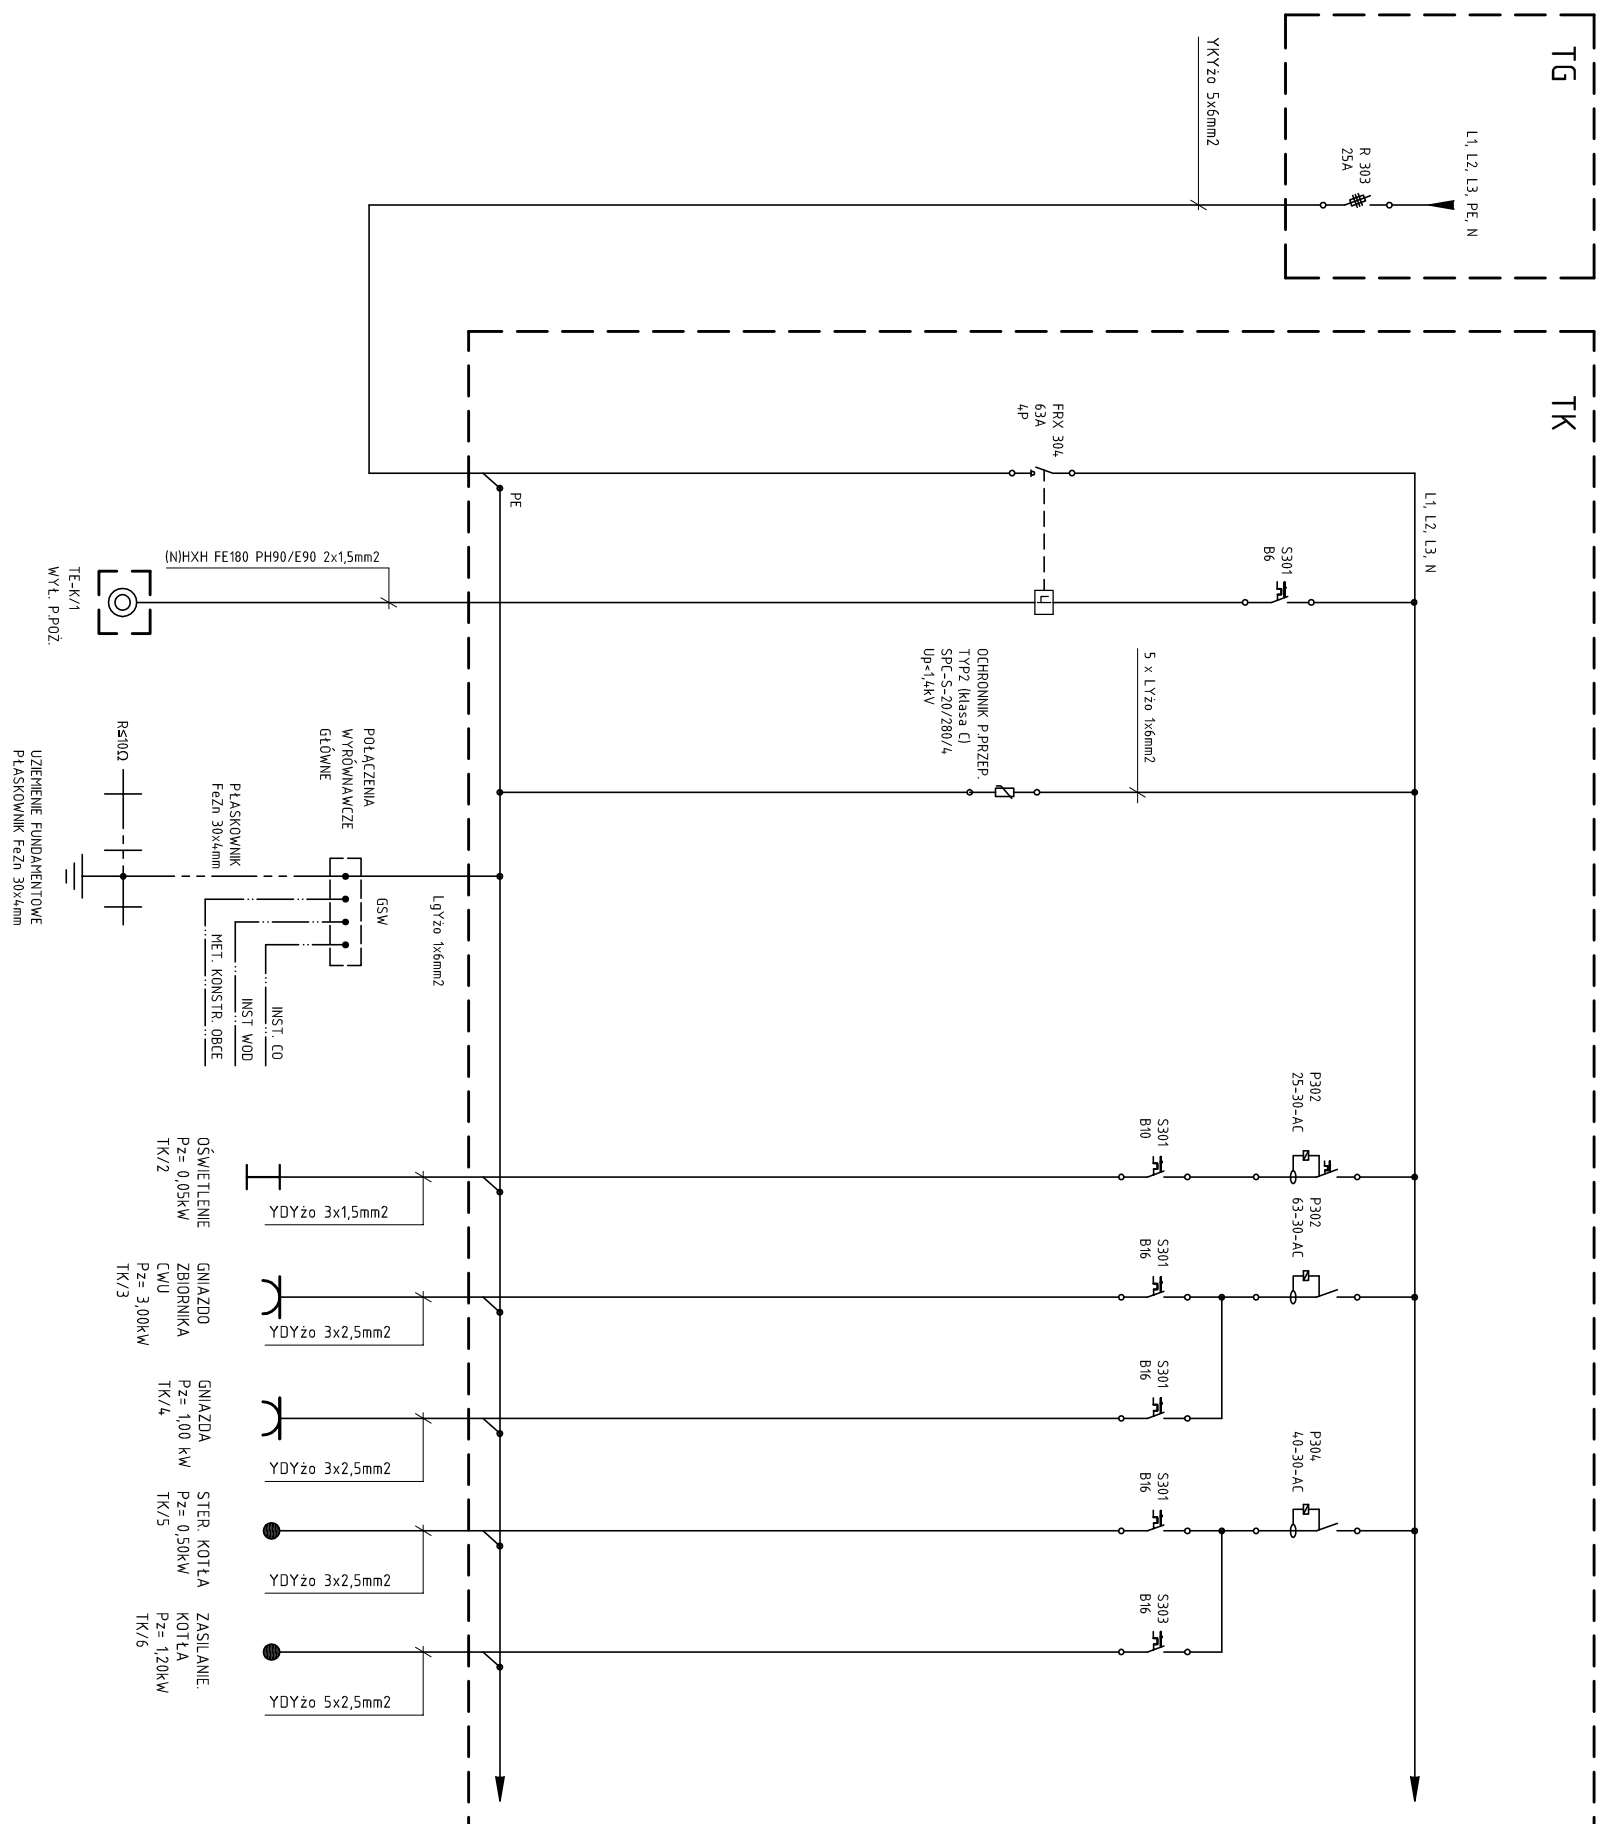 TG
L1, L2, L3, PE, N
R 303
25A
YKYżo 5x6mm2
TK
FRX 304
63A
4P
L1, L2, L3, N
PE
S301
B6
(N)HXH FE180 PH90/E90 2x1,5mm2
TE-K/1
WYŁ. P.POŻ.
5 x LYżo 1x6mm2
OCHRONNIK P.PRZEP.
TYP2 (klasa C)
SPC-S-20/280/4
Up<1,4kV
POŁĄCZENIA
WYRÓWNAWCZE
GŁÓWNE
R≤10Ω
PŁASKOWNIK
FeZn 30x4mm
UZIEMIENIE FUNDAMENTOWE
PŁASKOWNIK FeZn 30x4mm
GSW
LgYżo 1x6mm2
INST. CO
INST WOD
MET. KONSTR. OBCE
P302
25-30-AC
S301
B10
YDYżo 3x1,5mm2
OŚWIETLENIE
Pz= 0,05kW
TK/2
P302
63-30-AC
S301
B16
YDYżo 3x2,5mm2
GNIAZDO
ZBIORNIKA
CWU
Pz= 3,00kW
TK/3
S301
B16
YDYżo 3x2,5mm2
GNIAZDA
Pz= 1,00 kW
TK/4
P304
40-30-AC
S301
B16
YDYżo 3x2,5mm2
STER. KOTŁA
Pz= 0,50kW
TK/5
S303
B16
YDYżo 5x2,5mm2
ZASILANIE.
KOTŁA
Pz= 1,20kW
TK/6